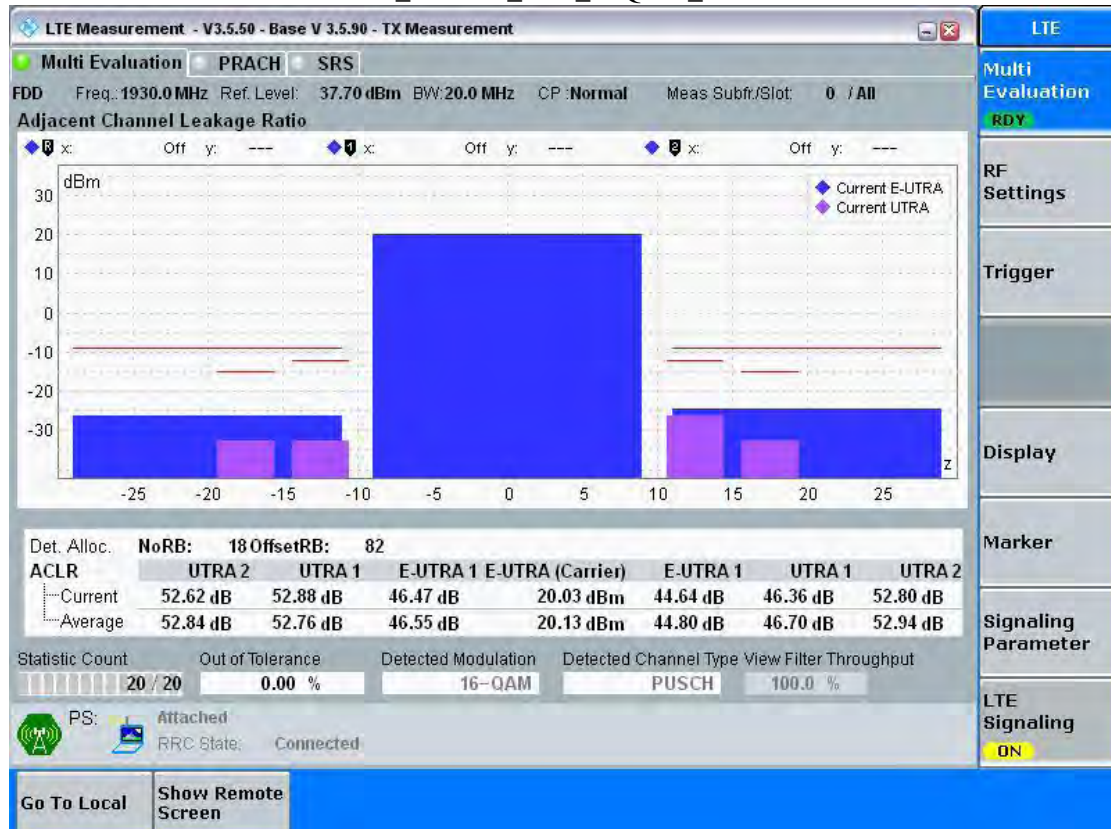 LTE Measurement - V3.5.50 - Base V 3.5.90 - TX Measurement
LTE
Multi Evaluation PRACH SRS
Multi Evaluation
RDY
FDD Freq.: 1930.0 MHz Ref. Level: 37.70 dBm BW: 20.0 MHz CP : Normal Meas Subfr./Slot: 0 / All
Adjacent Channel Leakage Ratio
R x: Off y: --- 1 x: Off y: --- 2 x: Off y: ---
dBm
Current E-UTRA
Current UTRA
30
20
10
0
-10
-20
-30
z
-25 -20 -15 -10 -5 0 5 10 15 20 25
RF Settings
Trigger
Display
Marker
Signaling Parameter
LTE Signaling
ON
Det. Alloc. NoRB: 18 OffsetRB: 82
ACLR UTRA 2 UTRA 1 E-UTRA 1 E-UTRA (Carrier) E-UTRA 1 UTRA 1 UTRA 2
Current 52.62 dB 52.88 dB 46.47 dB 20.03 dBm 44.64 dB 46.36 dB 52.80 dB
Average 52.84 dB 52.76 dB 46.55 dB 20.13 dBm 44.80 dB 46.70 dB 52.94 dB
Statistic Count Out of Tolerance Detected Modulation Detected Channel Type View Filter Throughput
20 / 20 0.00 % 16-QAM PUSCH 100.0 %
PS: Attached
RRC State: Connected
Go To Local
Show Remote Screen